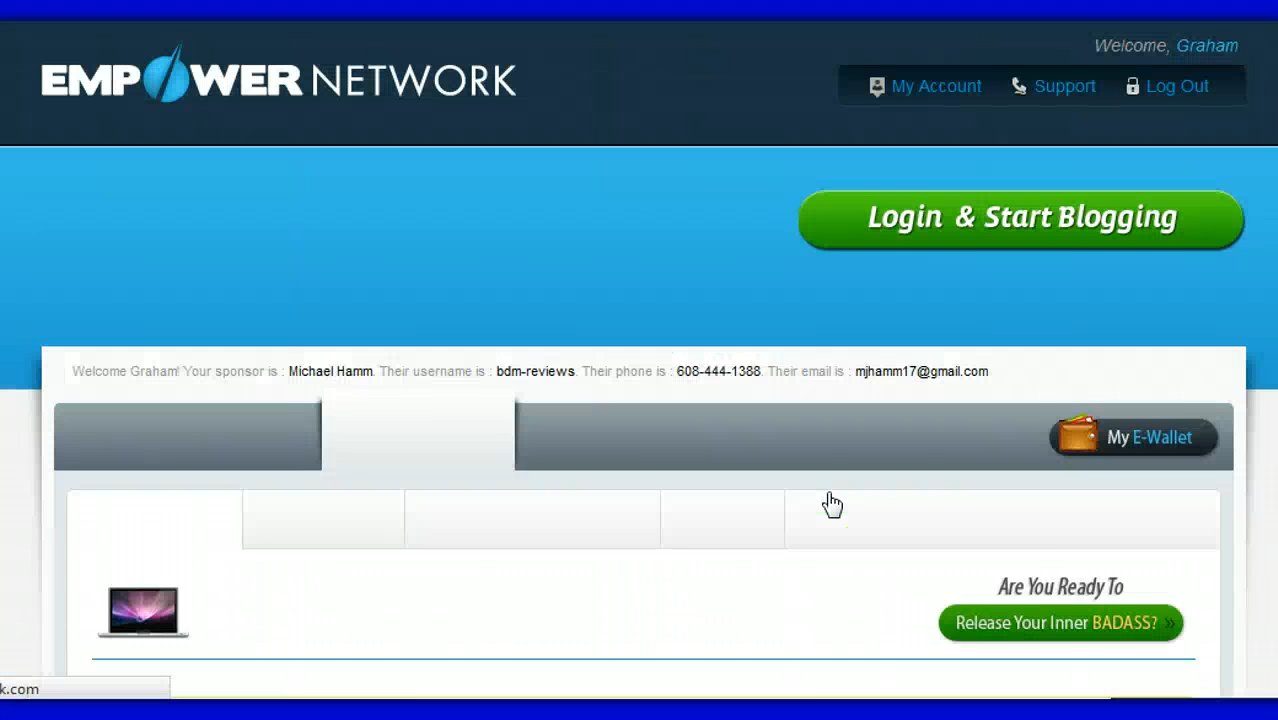 Welcome, Graham
EMPOWER NETWORK
My Account Support Log Out
Login & Start Blogging
Welcome Graham! Your sponsor is : Michael Hamm. Their username is : bdm-reviews. Their phone is : 608-444-1388. Their email is : mjhamm17@gmail.com
My E-Wallet
Are You Ready To
Release Your Inner BADASS? »
k.com